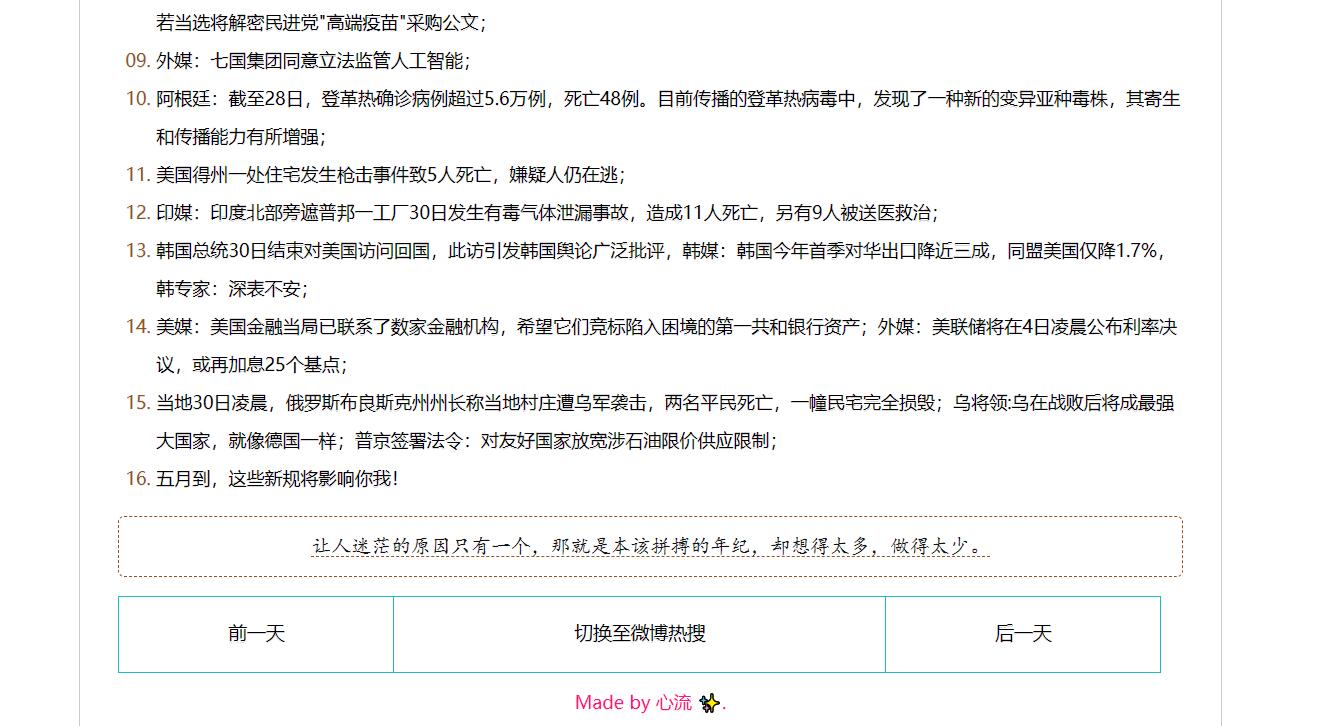 若当选将解密民进党"高端疫苗"采购公文；
09. 外媒：七国集团同意立法监管人工智能；
10. 阿根廷：截至28日，登革热确诊病例超过5.6万例，死亡48例。目前传播的登革热病毒中，发现了一种新的变异亚种毒株，其寄生
和传播能力有所增强；
11. 美国得州一处住宅发生枪击事件致5人死亡，嫌疑人仍在逃；
12. 印媒：印度北部旁遮普邦一工厂30日发生有毒气体泄漏事故，造成11人死亡，另有9人被送医救治；
13. 韩国总统30日结束对美国访问回国，此访引发韩国舆论广泛批评，韩媒：韩国今年首季对华出口降近三成，同盟美国仅降1.7%，
韩专家：深表不安；
14. 美媒：美国金融当局已联系了数家金融机构，希望它们竞标陷入困境的第一共和银行资产；外媒：美联储将在4日凌晨公布利率决
议，或再加息25个基点；
15. 当地30日凌晨，俄罗斯布良斯克州州长称当地村庄遭乌军袭击，两名平民死亡，一幢民宅完全损毁；乌将领:乌在战败后将成最强
大国家，就像德国一样；普京签署法令：对友好国家放宽涉石油限价供应限制；
16. 五月到，这些新规将影响你我！
让人迷茫的原因只有一个，那就是本该拼搏的年纪，却想得太多，做得太少。
前一天 切换至微博热搜 后一天
Made by 心流 ✨.